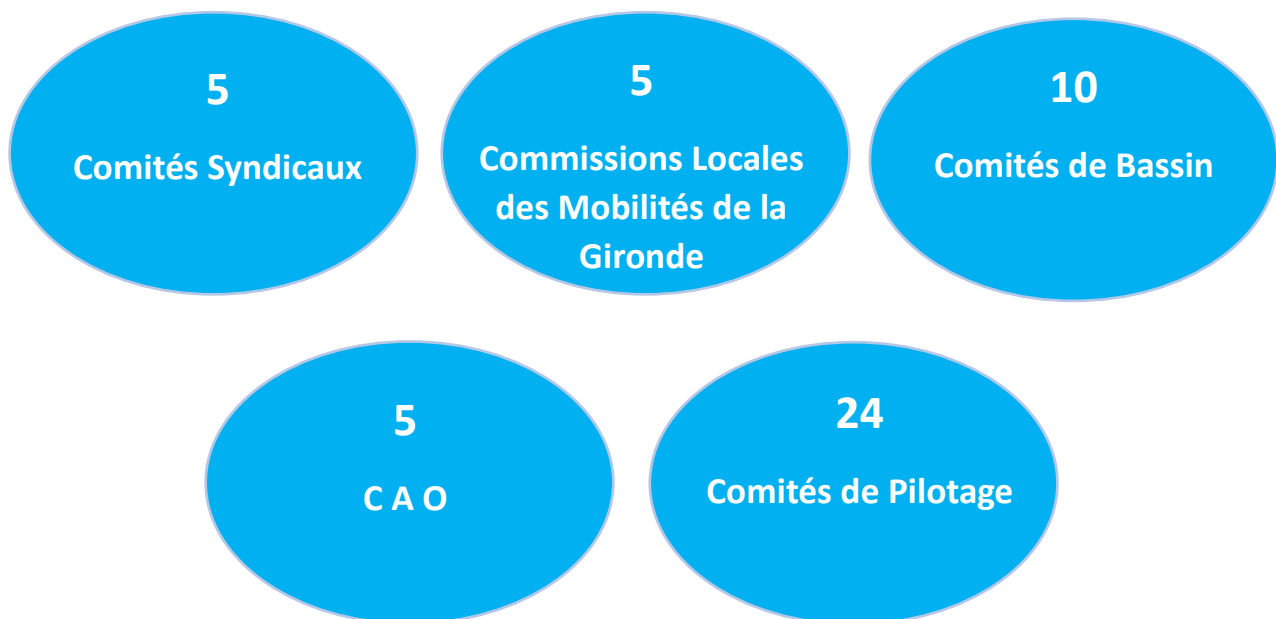 5
Comités Syndicaux
5
Commissions Locales
des Mobilités de la
Gironde
10
Comités de Bassin
5
C A O
24
Comités de Pilotage